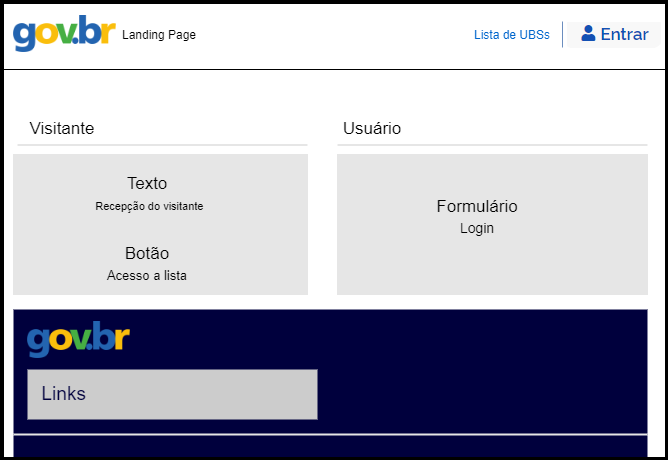 gov.br Landing Page
Lista de UBSs
Entrar
Visitante
Texto
Recepção do visitante
Botão
Acesso a lista
Usuário
Formulário
Login
gov.br
Links